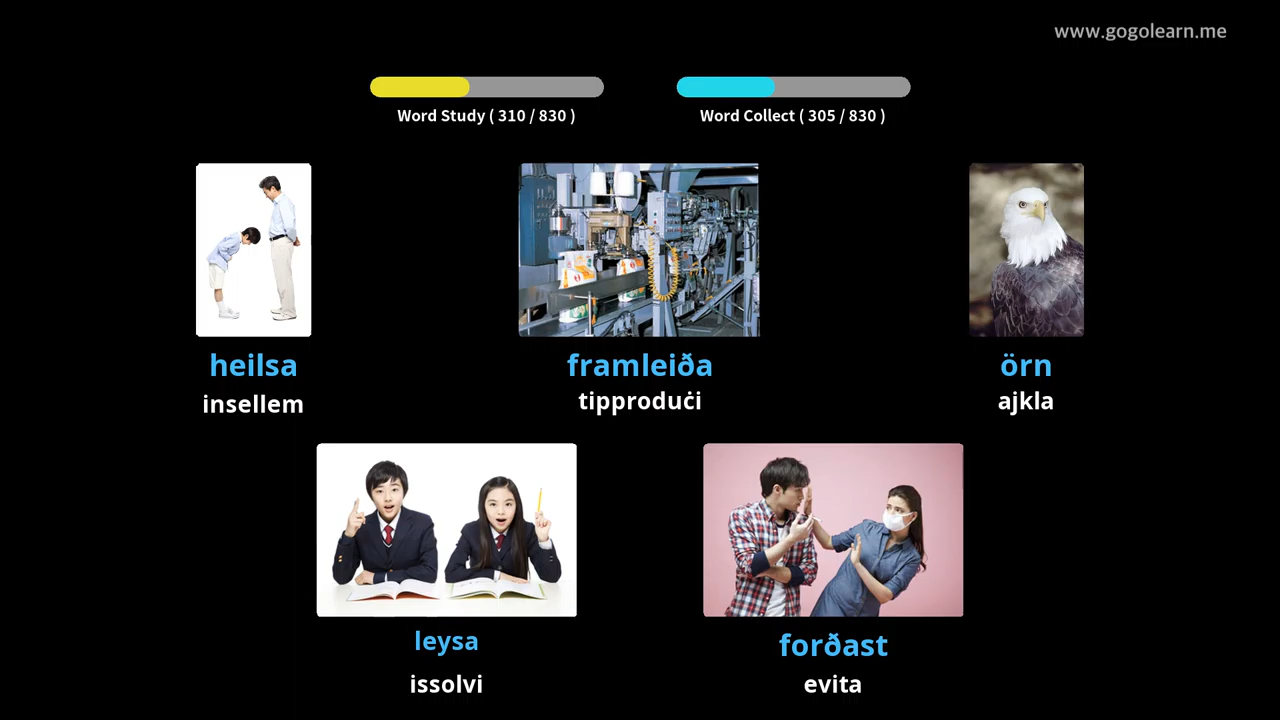 www.gogolearn.me
Word Study ( 310 / 830 )
Word Collect ( 305 / 830 )
heilsa
insellem
framleiða
tipproduċi
örn
ajkla
leysa
issolvi
forðast
evita